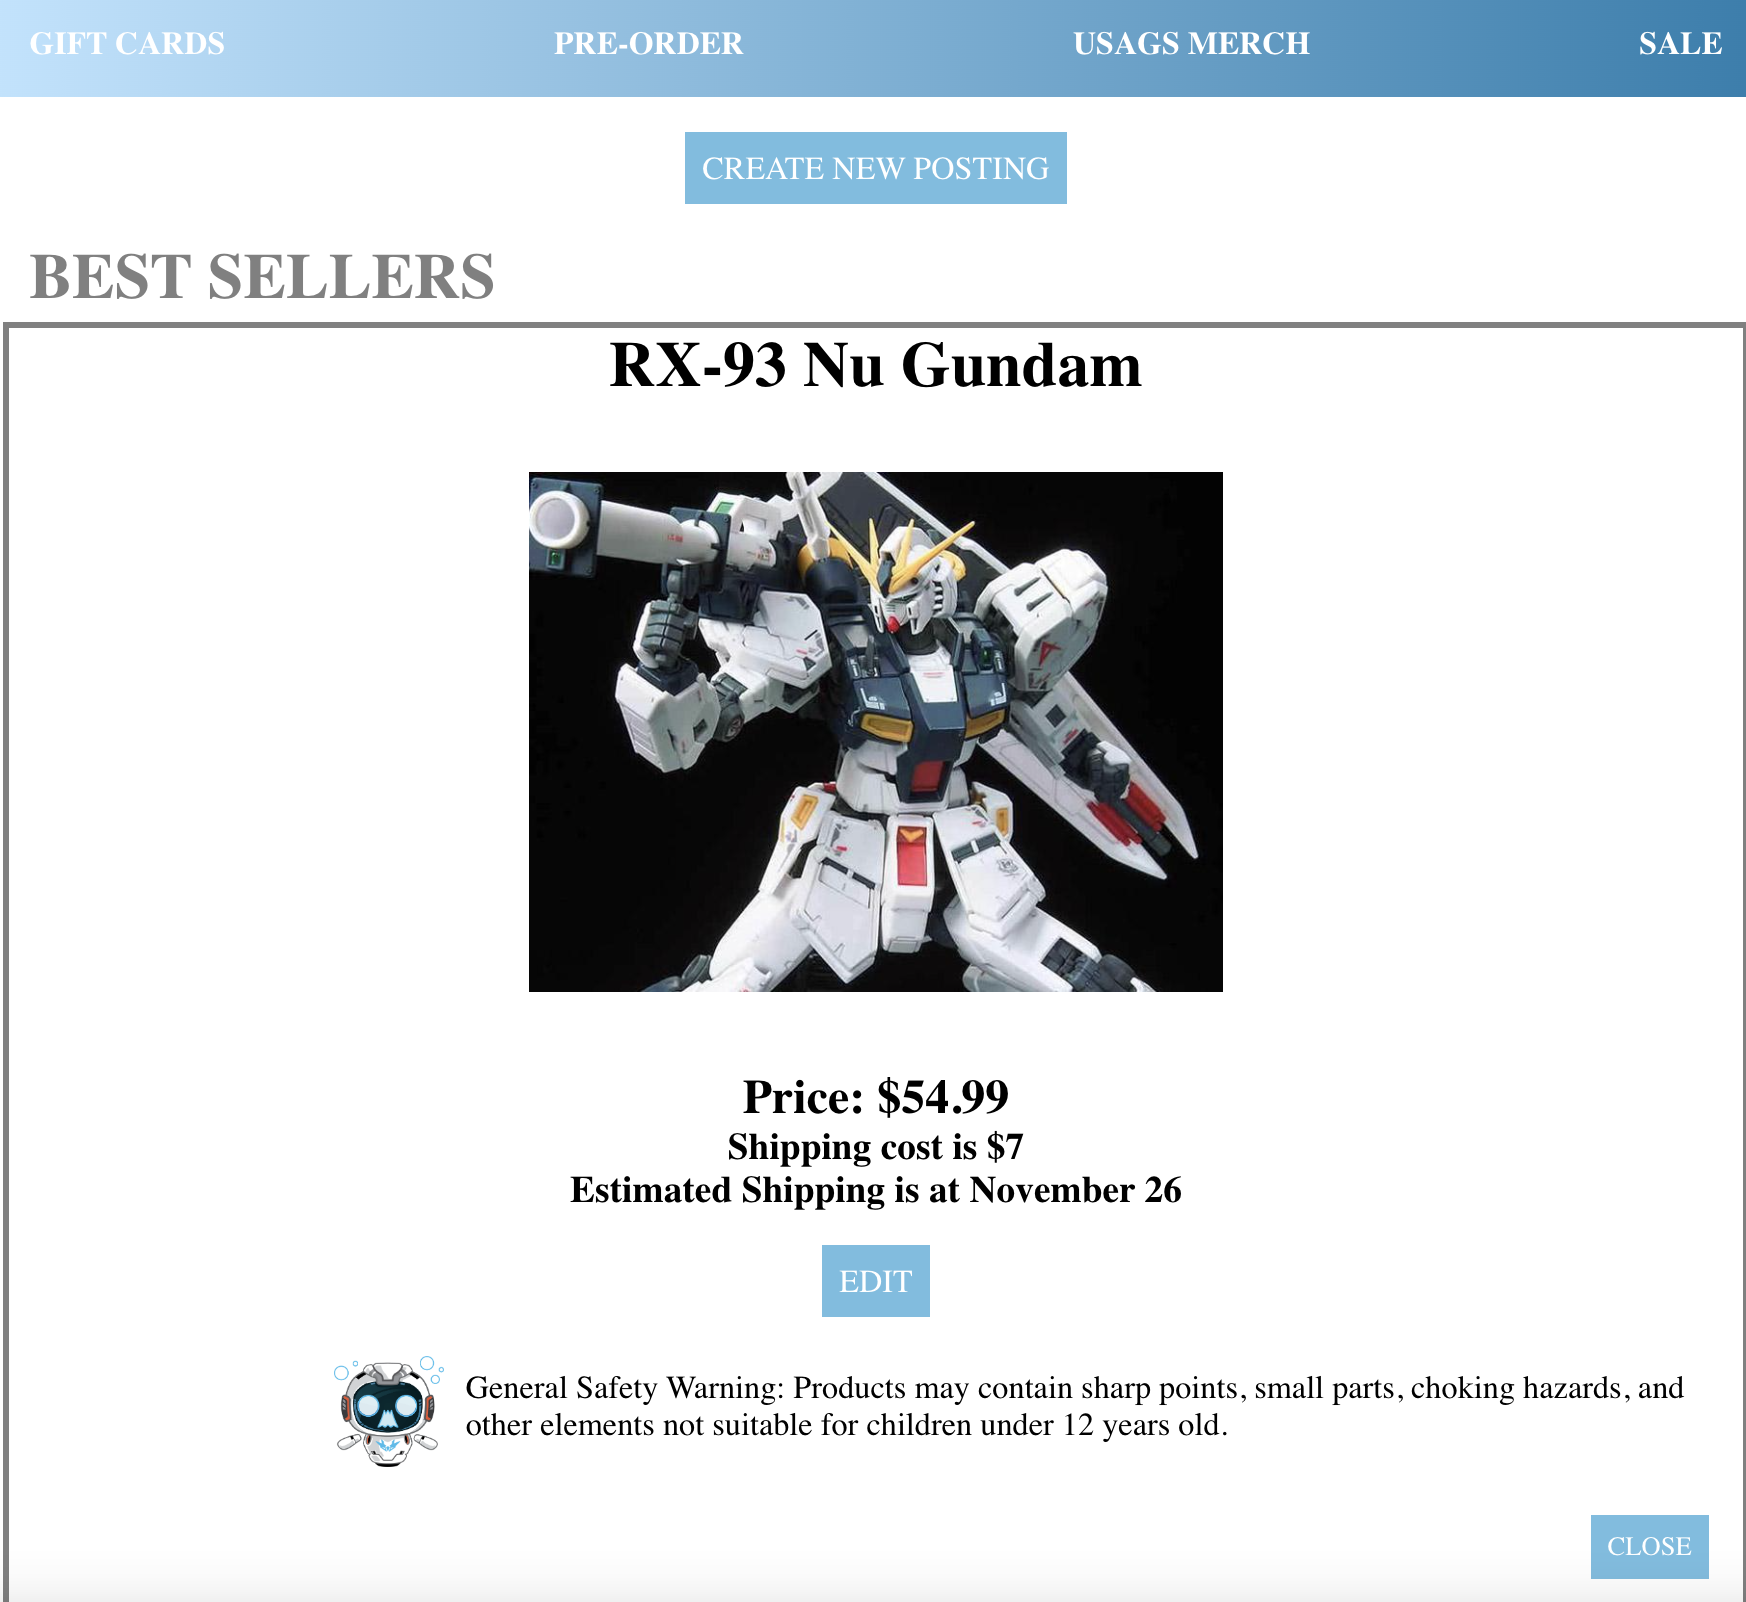 GIFT CARDS PRE-ORDER USAGS MERCH SALE
CREATE NEW POSTING
BEST SELLERS
RX-93 Nu Gundam
Price: $54.99
Shipping cost is $7
Estimated Shipping is at November 26
EDIT
General Safety Warning: Products may contain sharp points, small parts, choking hazards, and
other elements not suitable for children under 12 years old.
CLOSE